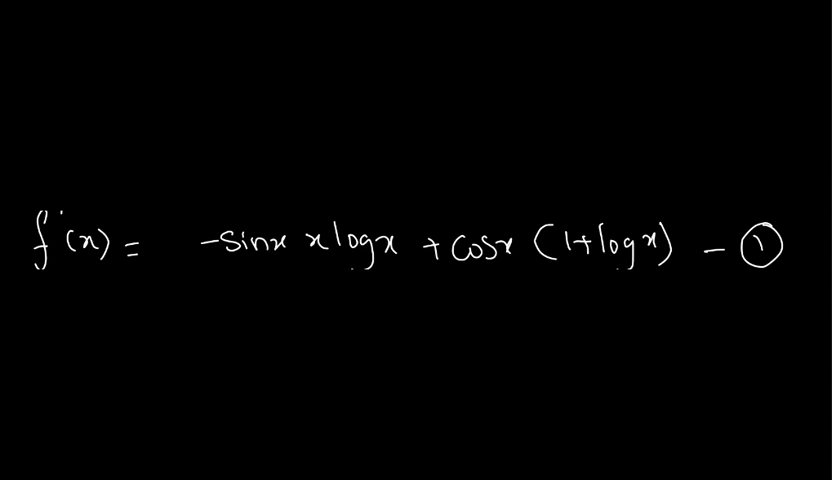 f'(x) = -sinx xlogx + cosx (1+logx) - ①